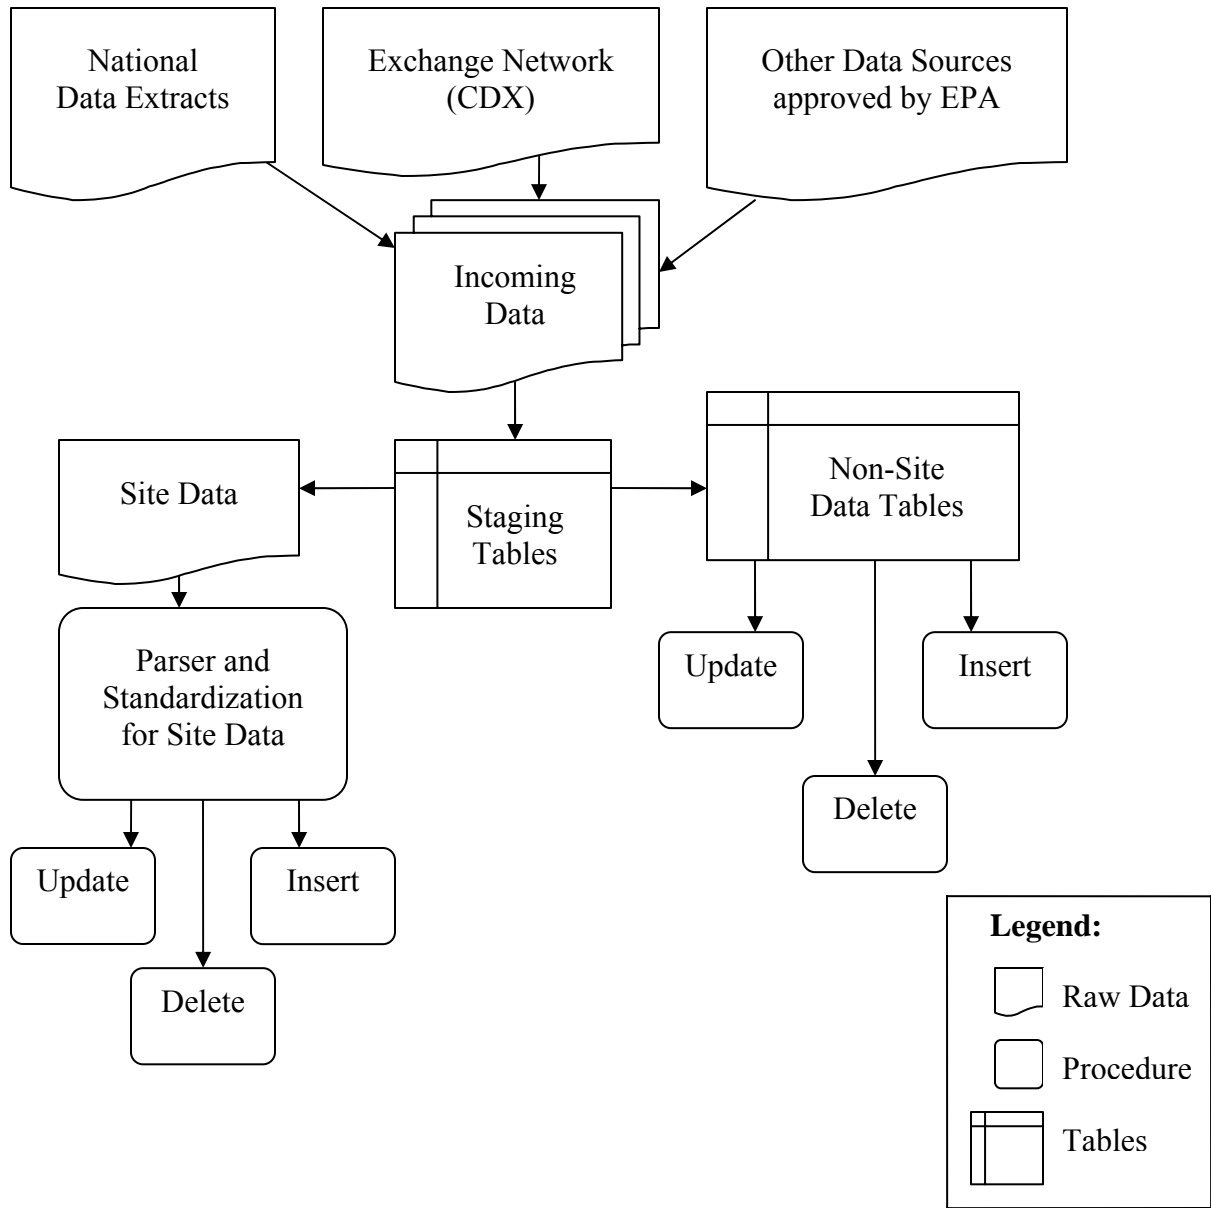 National
Data Extracts
Exchange Network
(CDX)
Other Data Sources
approved by EPA
Incoming
Data
Site Data
Staging
Tables
Non-Site
Data Tables
Parser and
Standardization
for Site Data
Update
Insert
Delete
Update
Insert
Delete
Legend:
Raw Data
Procedure
Tables